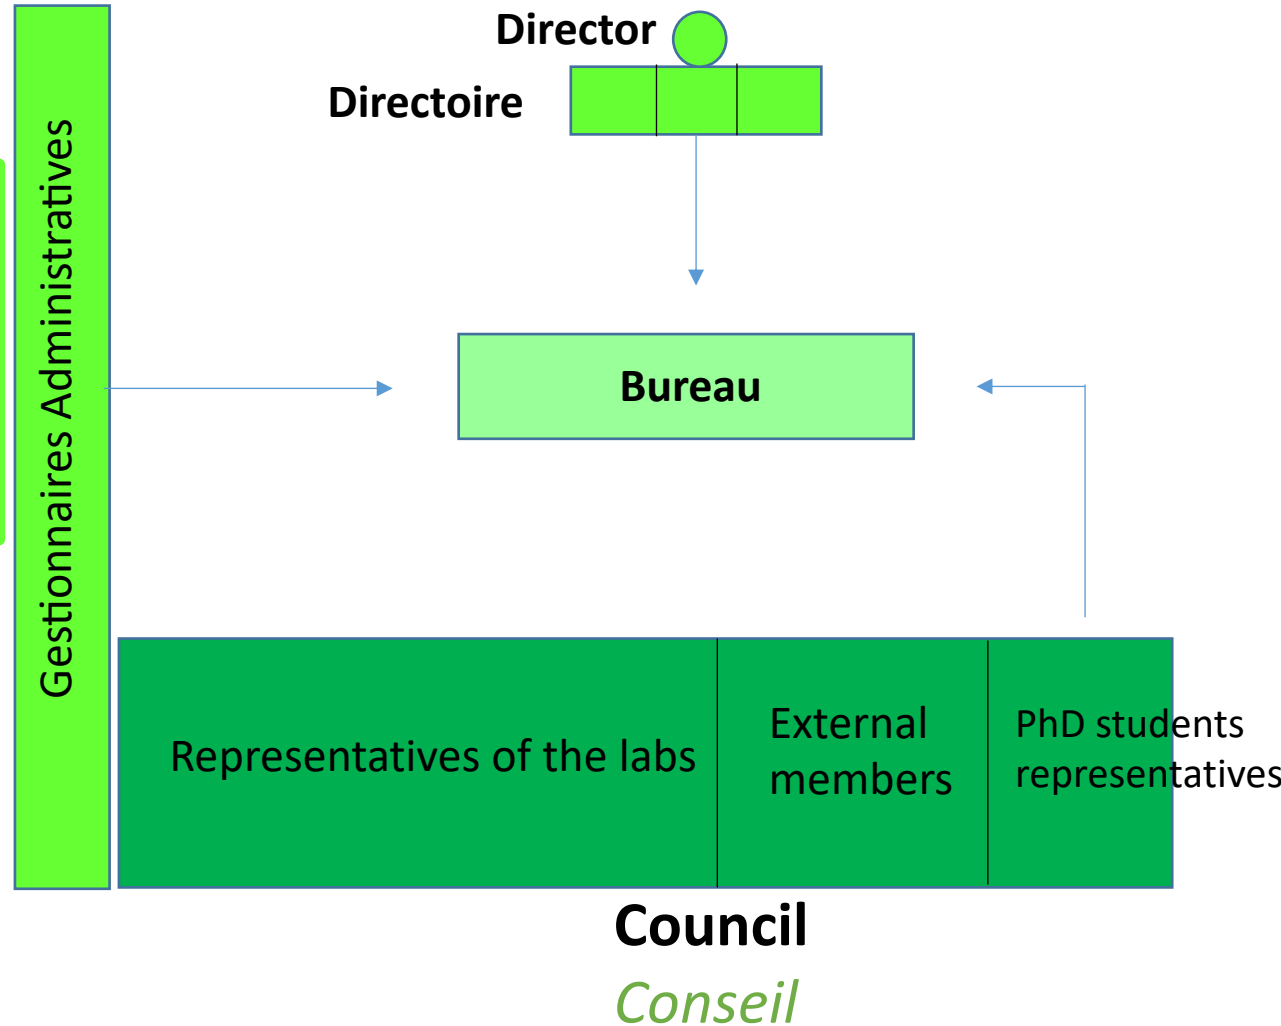 Director
Directoire
Gestionnaires Administratives
Bureau
Representatives of the labs
External
members
PhD students
representatives
Council
Conseil